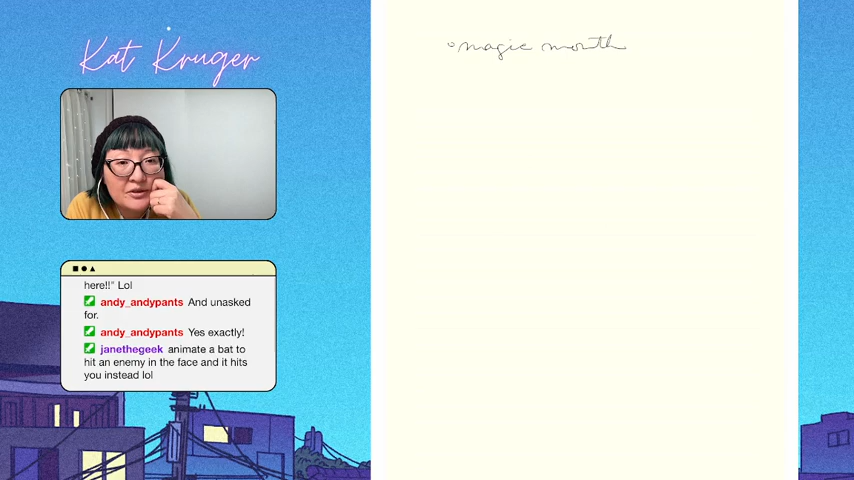 Kat Kruger
magic mouth
here!!" Lol
andy_andypants And unasked
for.
andy_andypants Yes exactly!
janethegeek animate a bat to
hit an enemy in the face and it hits
you instead lol